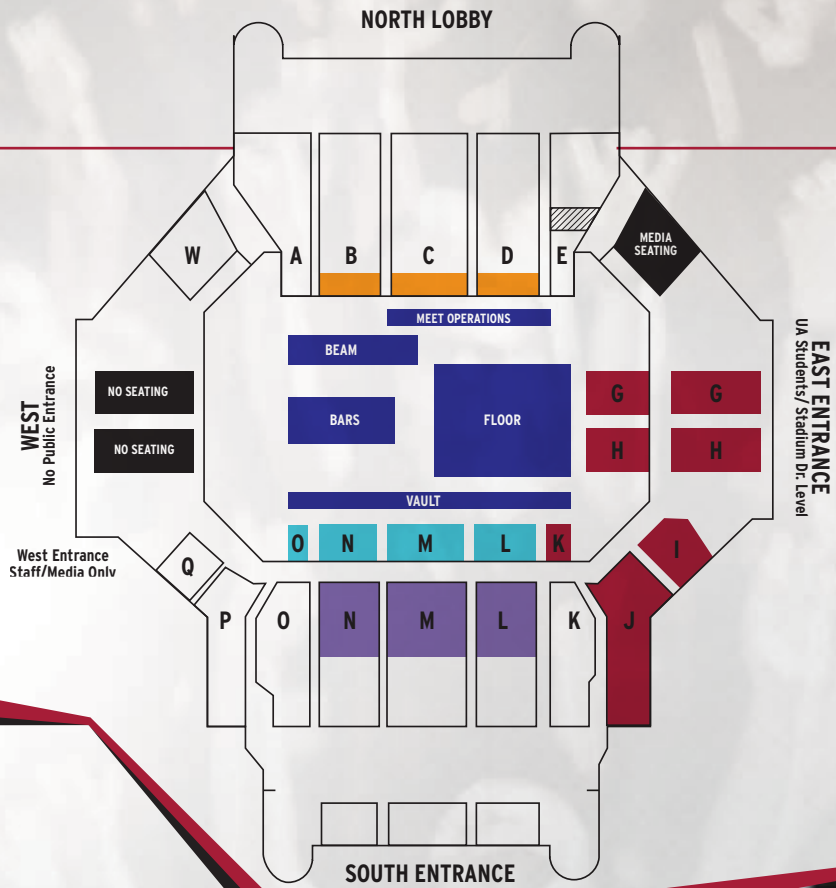 NORTH LOBBY
MEDIA
SEATING
W
A
B
C
D
E
MEET OPERATIONS
BEAM
NO SEATING
BARS
FLOOR
G
G
WEST
No Public Entrance
EAST ENTRANCE
UA Students/ Stadium Dr. Level
NO SEATING
H
H
VAULT
O
N
M
L
K
I
West Entrance
Staff/Media Only
Q
P
O
N
M
L
K
J
SOUTH ENTRANCE